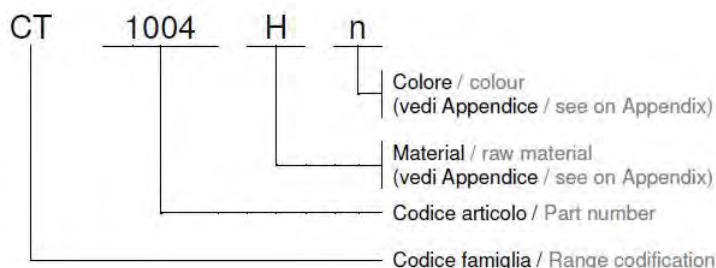 CT 1004 H n
Colore / colour
(vedi Appendice / see on Appendix)
Material / raw material
(vedi Appendice / see on Appendix)
Codice articolo / Part number
Codice famiglia / Range codification